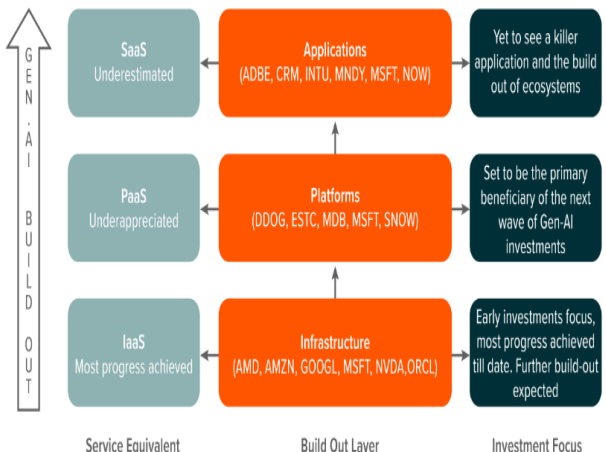 GEN.AI BUILD OUT
SaaS
Underestimated
Applications
(ADBE, CRM, INTU, MNDY, MSFT, NOW)
Yet to see a killer
application and the build
out of ecosystems
PaaS
Underappreciated
Platforms
(DDOG, ESTC, MDB, MSFT, SNOW)
Set to be the primary
beneficiary of the next
wave of Gen-AI
investments
IaaS
Most progress achieved
Infrastructure
(AMD, AMZN, GOOGL, MSFT, NVDA,ORCL)
Early investments focus,
most progress achieved
till date. Further build-out
expected
Service Equivalent
Build Out Layer
Investment Focus